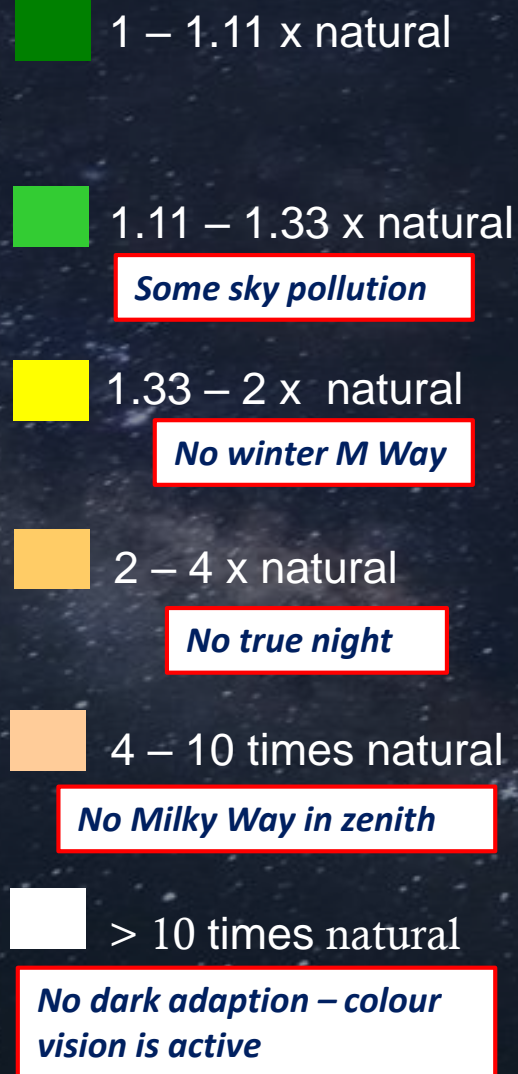 1 – 1.11 x natural
1.11 – 1.33 x natural
Some sky pollution
1.33 – 2 x natural
No winter M Way
2 – 4 x natural
No true night
4 – 10 times natural
No Milky Way in zenith
> 10 times natural
No dark adaption – colour
vision is active